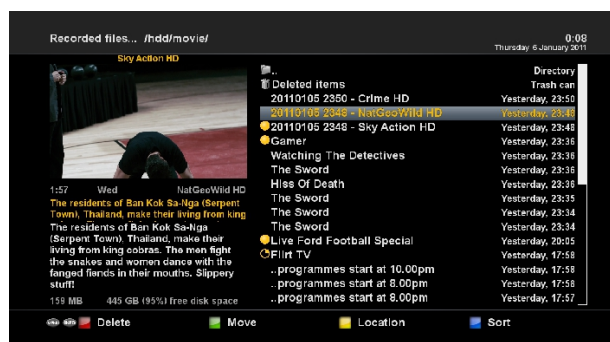 Recorded files... /hdd/movie/
0:08
Thursday 6 January 2011
Sky Action HD
1:57 Wed NatGeoWild HD
The residents of Ban Kok Sa-Nga (Serpent
Town), Thailand, make their living from king
The residents of Ban Kok Sa-Nga
(Serpent Town), Thailand, make their
living from king cobras. The men fight
the snakes and women dance with the
fanged fiends in their mouths. Slippery
stuff!
159 MB 445 GB (95%) free disk space
.. Directory
Deleted items Trash can
20110105 2350 - Crime HD Yesterday, 23:50
20110105 2348 - NatGeoWild HD Yesterday, 23:48
20110105 2348 - Sky Action HD Yesterday, 23:48
Gamer Yesterday, 23:36
Watching The Detectives Yesterday, 23:36
The Sword Yesterday, 23:36
Hiss Of Death Yesterday, 23:36
The Sword Yesterday, 23:35
The Sword Yesterday, 23:34
The Sword Yesterday, 23:34
Live Ford Football Special Yesterday, 20:05
Flirt TV Yesterday, 17:58
..programmes start at 10.00pm Yesterday, 17:58
..programmes start at 8.00pm Yesterday, 17:58
..programmes start at 8.00pm Yesterday, 17:57
Delete
Move
Location
Sort